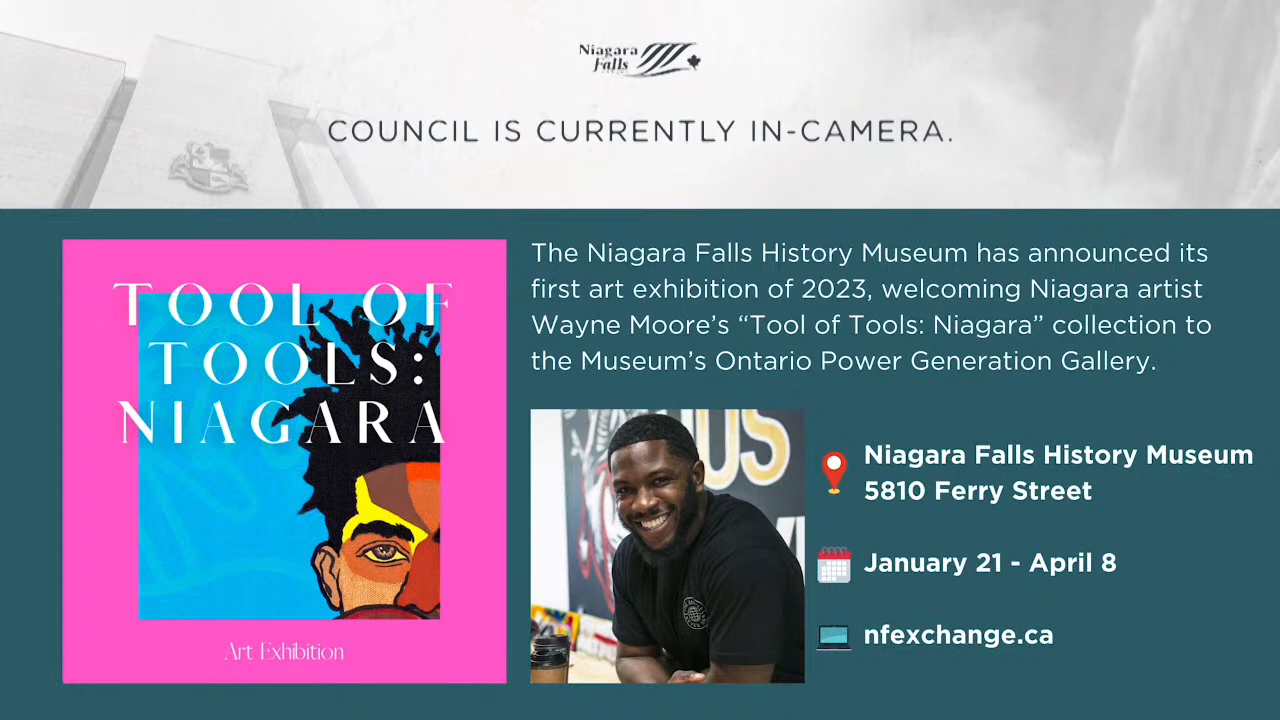 Niagara
Falls
COUNCIL IS CURRENTLY IN-CAMERA.
TOOL OF
TOOLS:
NIAGARA
Art Exhibition
The Niagara Falls History Museum has announced its
first art exhibition of 2023, welcoming Niagara artist
Wayne Moore’s “Tool of Tools: Niagara” collection to
the Museum’s Ontario Power Generation Gallery.
US
Niagara Falls History Museum
5810 Ferry Street
January 21 - April 8
nfexchange.ca